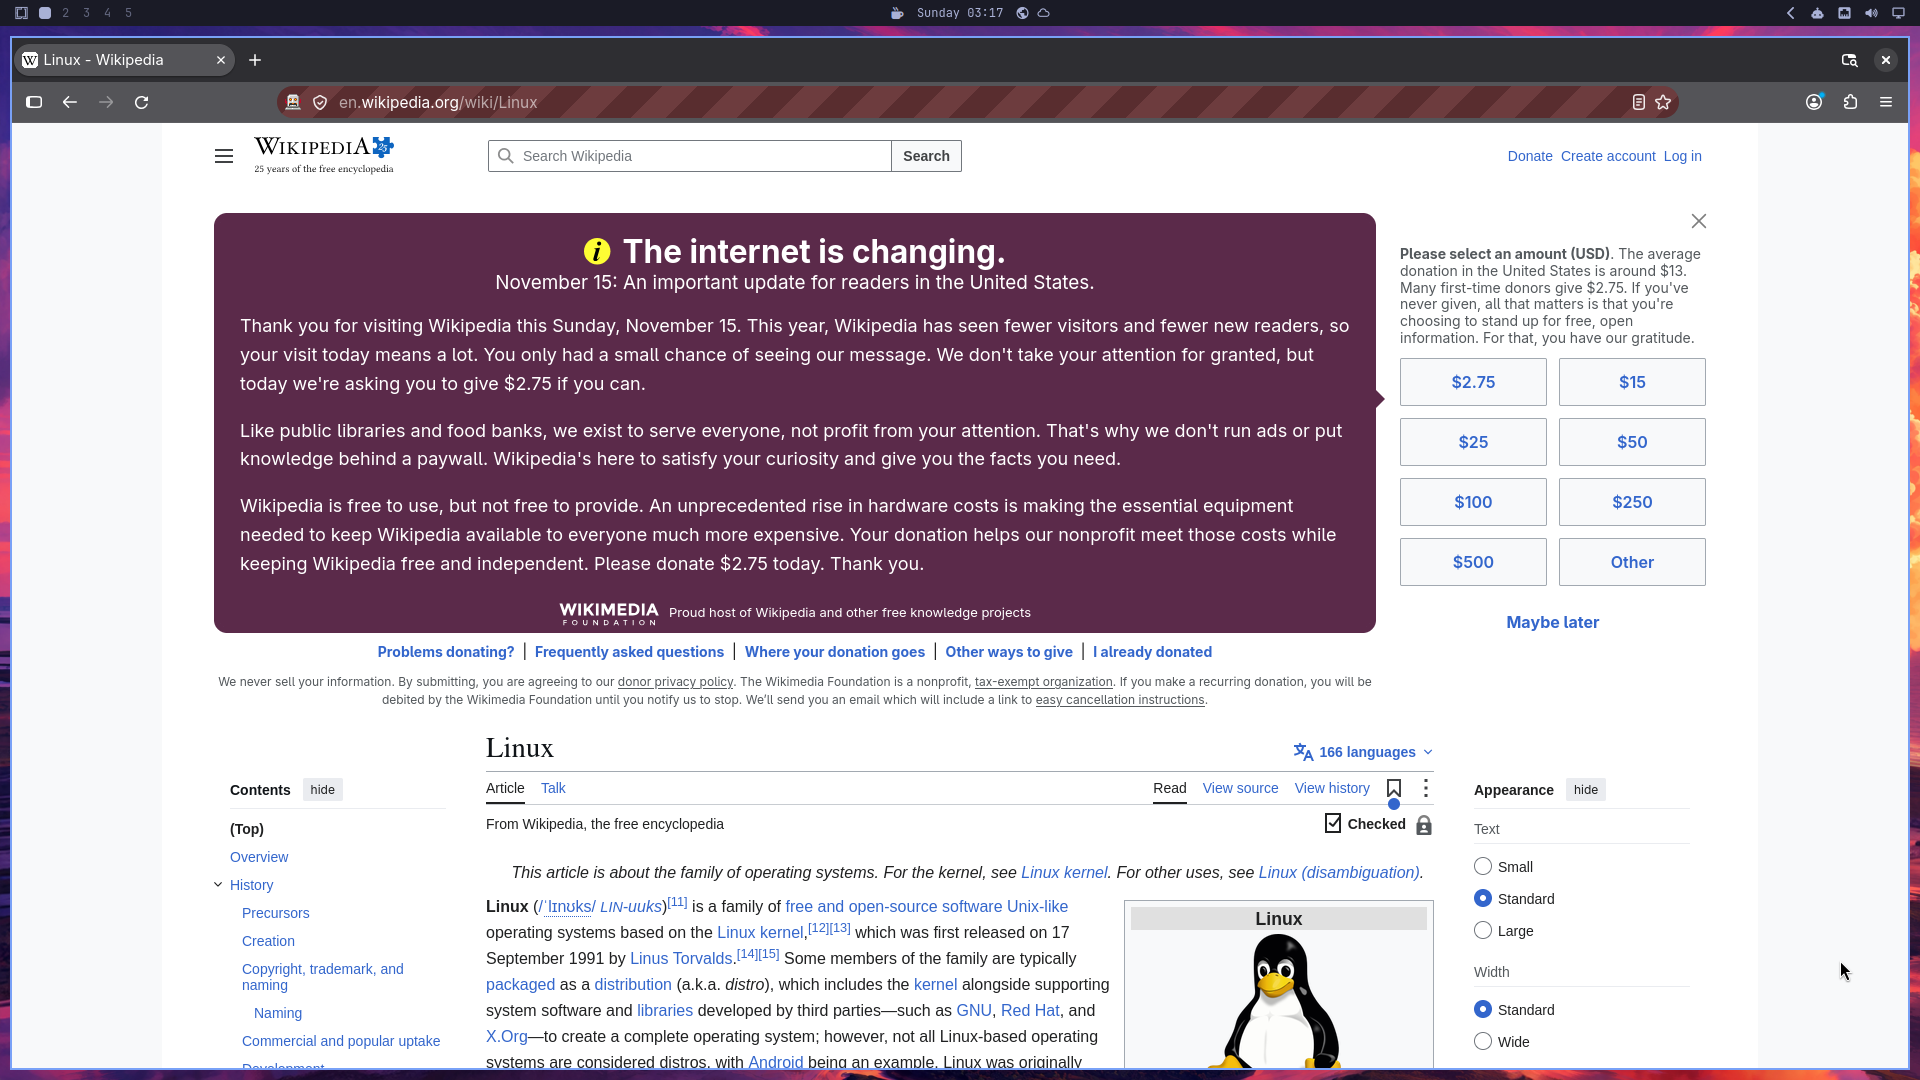 2 3 4 5
Sunday 03:17
Linux - Wikipedia
en.wikipedia.org/wiki/Linux
WIKIPEDIA 25
25 years of the free encyclopedia
Search Wikipedia
Search
Donate Create account Log in
i The internet is changing.
November 15: An important update for readers in the United States.
Thank you for visiting Wikipedia this Sunday, November 15. This year, Wikipedia has seen fewer visitors and fewer new readers, so
your visit today means a lot. You only had a small chance of seeing our message. We don't take your attention for granted, but
today we're asking you to give $2.75 if you can.
Like public libraries and food banks, we exist to serve everyone, not profit from your attention. That's why we don't run ads or put
knowledge behind a paywall. Wikipedia's here to satisfy your curiosity and give you the facts you need.
Wikipedia is free to use, but not free to provide. An unprecedented rise in hardware costs is making the essential equipment
needed to keep Wikipedia available to everyone much more expensive. Your donation helps our nonprofit meet those costs while
keeping Wikipedia free and independent. Please donate $2.75 today. Thank you.
WIKIMEDIA
FOUNDATION
Proud host of Wikipedia and other free knowledge projects
Please select an amount (USD). The average
donation in the United States is around $13.
Many first-time donors give $2.75. If you've
never given, all that matters is that you're
choosing to stand up for free, open
information. For that, you have our gratitude.
$2.75 $15
$25 $50
$100 $250
$500 Other
Maybe later
Problems donating? | Frequently asked questions | Where your donation goes | Other ways to give | I already donated
We never sell your information. By submitting, you are agreeing to our donor privacy policy. The Wikimedia Foundation is a nonprofit, tax-exempt organization. If you make a recurring donation, you will be
debited by the Wikimedia Foundation until you notify us to stop. We'll send you an email which will include a link to easy cancellation instructions.
Contents hide
(Top)
Overview
History
Precursors
Creation
Copyright, trademark, and
naming
Naming
Commercial and popular uptake
Development
Linux
166 languages
Article Talk
Read View source View history
From Wikipedia, the free encyclopedia
Checked
This article is about the family of operating systems. For the kernel, see Linux kernel. For other uses, see Linux (disambiguation).
Linux (/ˈlɪnʊks/ LIN-uuks)[11] is a family of free and open-source software Unix-like
operating systems based on the Linux kernel,[12][13] which was first released on 17
September 1991 by Linus Torvalds.[14][15] Some members of the family are typically
packaged as a distribution (a.k.a. distro), which includes the kernel alongside supporting
system software and libraries developed by third parties—such as GNU, Red Hat, and
X.Org—to create a complete operating system; however, not all Linux-based operating
systems are considered distros, with Android being an example. Linux was originally
Linux
Appearance hide
Text
Small
Standard
Large
Width
Standard
Wide